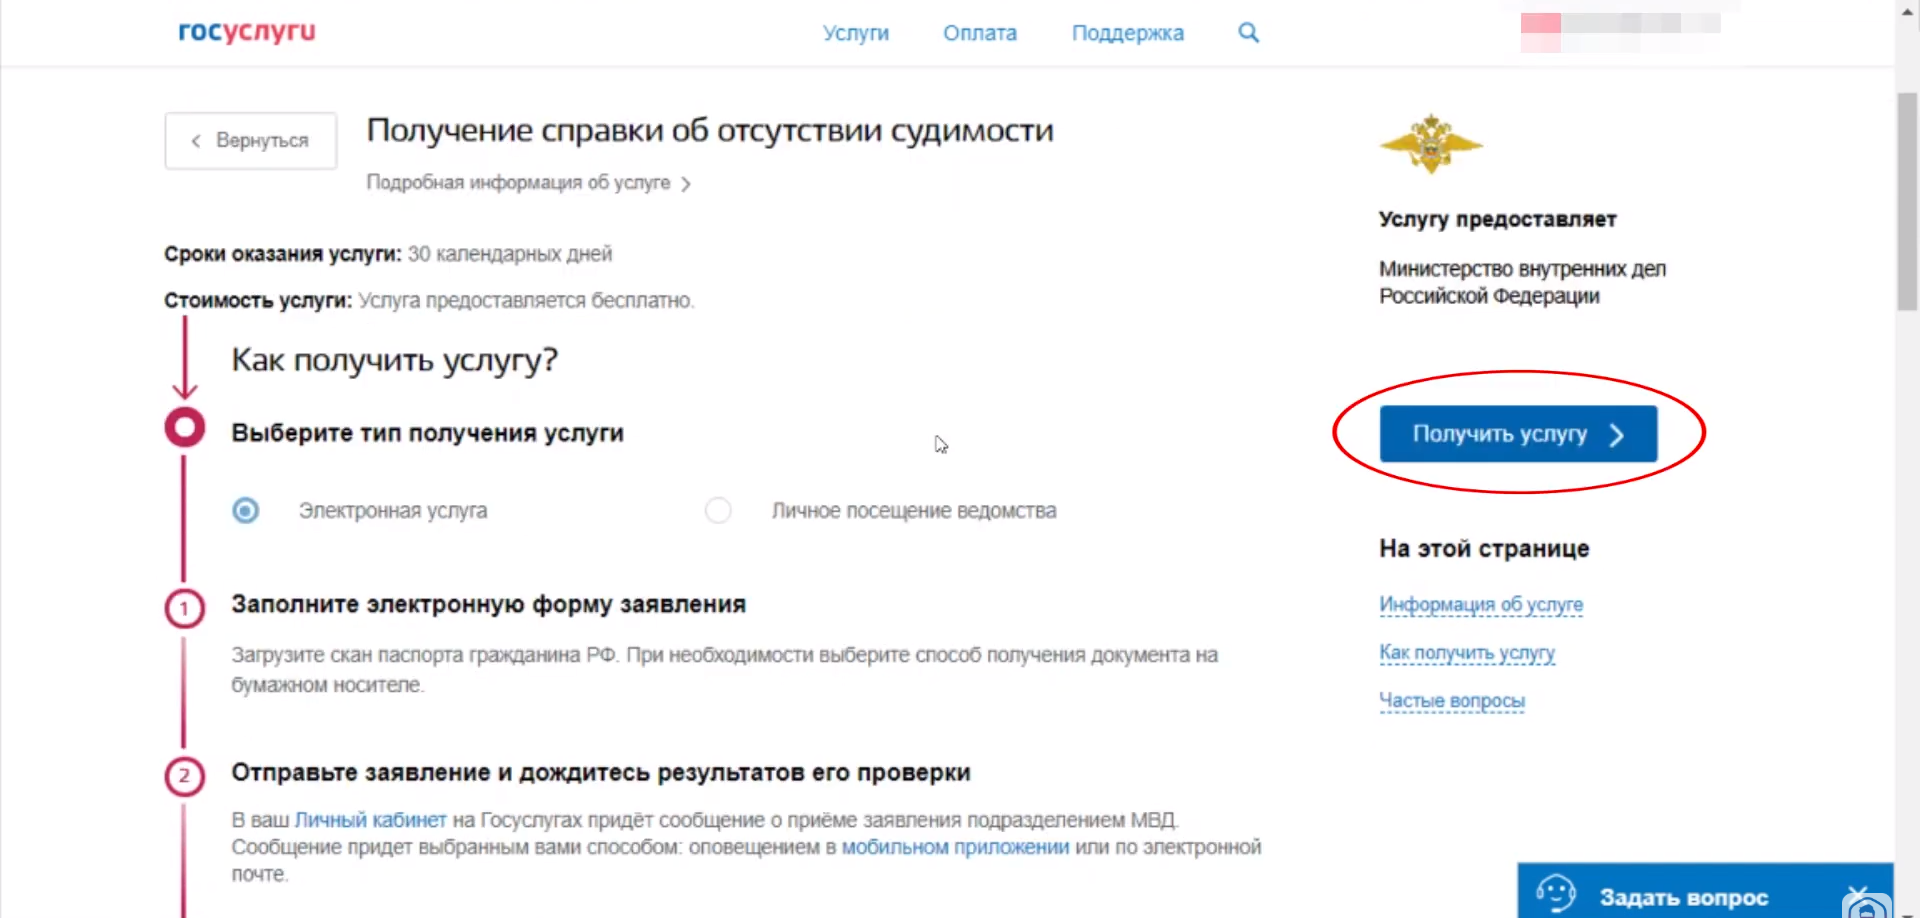 госуслуги
Услуги
Оплата
Поддержка
Вернуться
Получение справки об отсутствии судимости
Подробная информация об услуге
Сроки оказания услуги: 30 календарных дней
Стоимость услуги: Услуга предоставляется бесплатно.
Как получить услугу?
Выберите тип получения услуги
Электронная услуга
Личное посещение ведомства
1
Заполните электронную форму заявления
Загрузите скан паспорта гражданина РФ. При необходимости выберите способ получения документа на
бумажном носителе.
2
Отправьте заявление и дождитесь результатов его проверки
В ваш Личный кабинет на Госуслугах придёт сообщение о приёме заявления подразделением МВД.
Сообщение придет выбранным вами способом: оповещением в мобильном приложении или по электронной
почте.
Услугу предоставляет
Министерство внутренних дел
Российской Федерации
Получить услугу
На этой странице
Информация об услуге
Как получить услугу
Частые вопросы
Задать вопрос